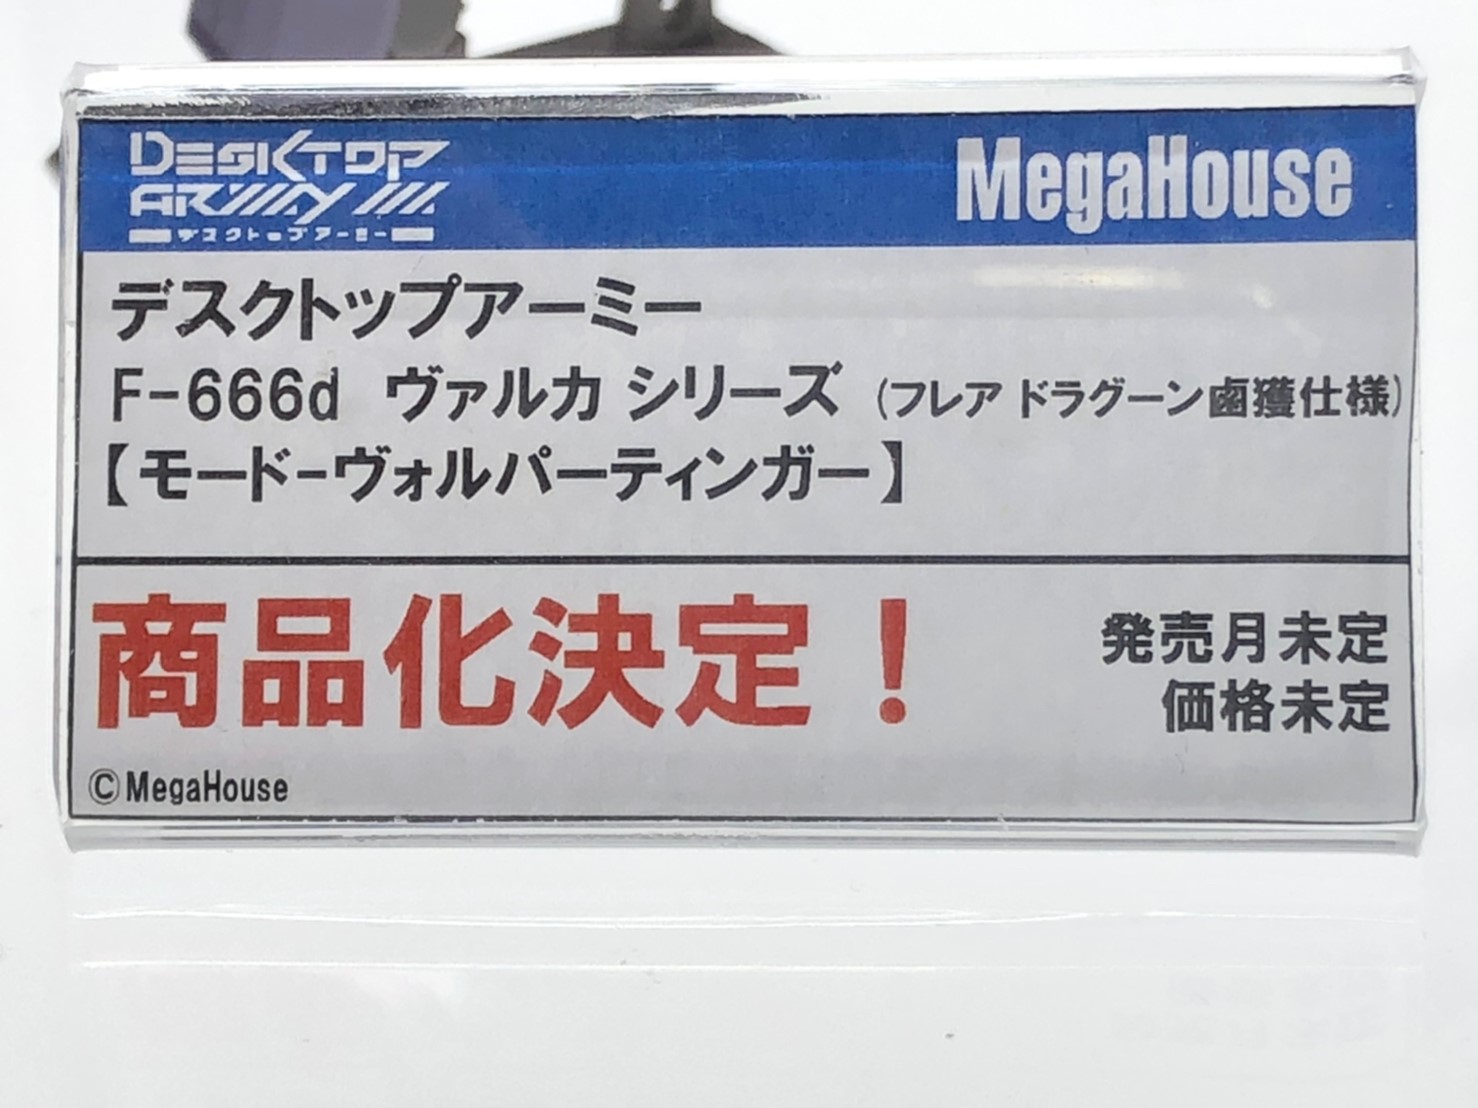 DESKTOP
ARMY
デスクトップアーミー
MegaHouse
デスクトップアーミー
F-666d ヴァルカ シリーズ (フレア ドラグーン鹵獲仕様)
【モード-ヴォルパーティンガー】
商品化決定！
発売月未定
価格未定
©MegaHouse